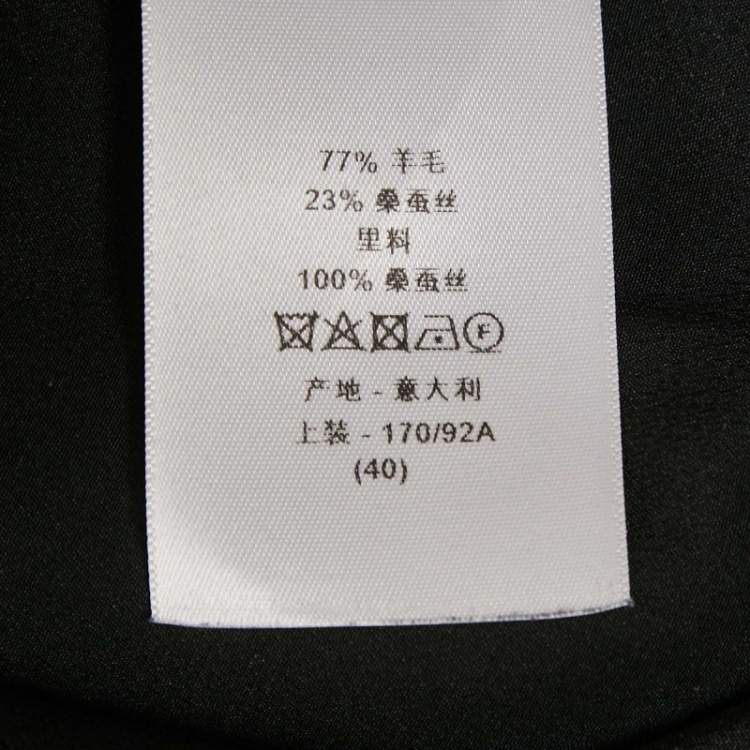 77% 羊毛
23% 桑蚕丝
里料
100% 桑蚕丝
F
产地 - 意大利
上装 - 170/92A
(40)